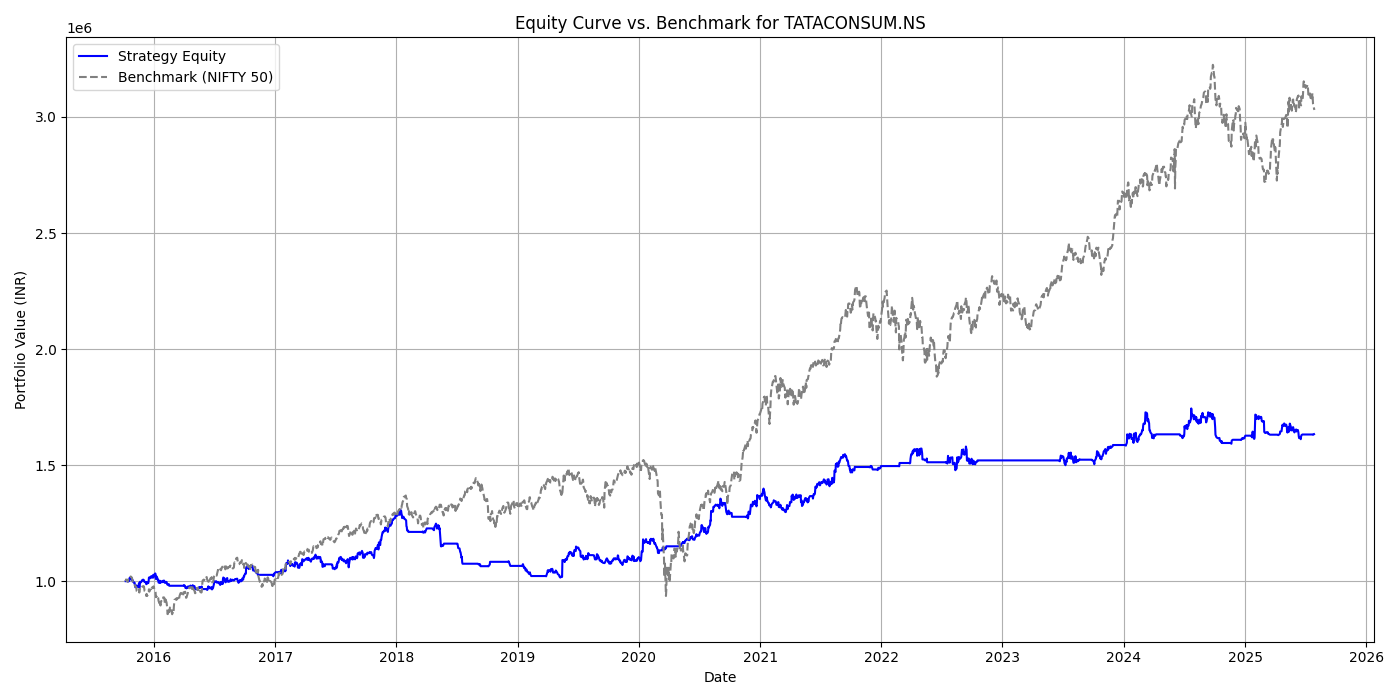 Equity Curve vs. Benchmark for TATACONSUM.NS
1e6
Strategy Equity
Benchmark (NIFTY 50)
3.0
2.5
2.0
1.5
1.0
Portfolio Value (INR)
2016 2017 2018 2019 2020 2021 2022 2023 2024 2025 2026
Date